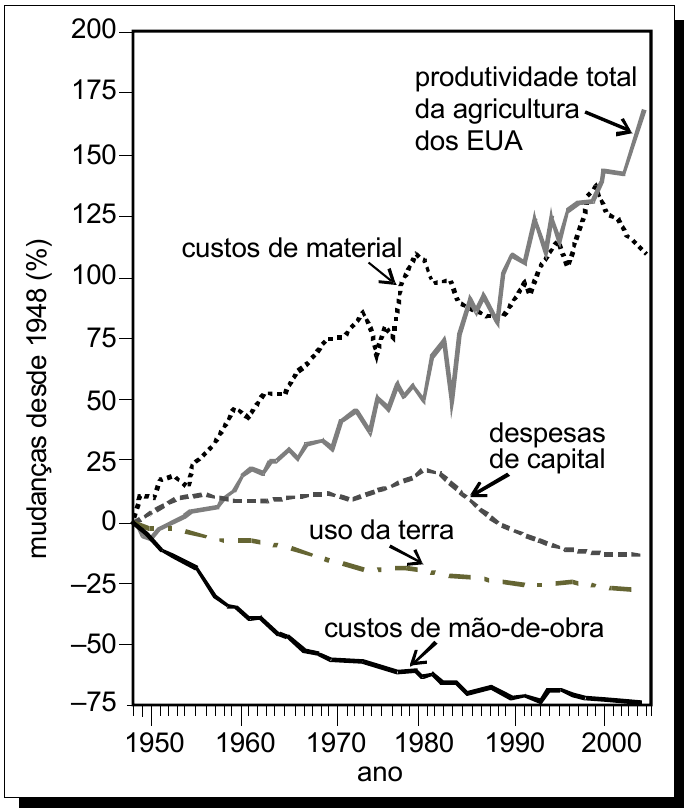 200
175
150
125
100
75
50
25
0
–25
–50
–75
mudanças desde 1948 (%)
produtividade total
da agricultura
dos EUA
custos de material
despesas
de capital
uso da terra
custos de mão-de-obra
1950 1960 1970 1980 1990 2000
ano